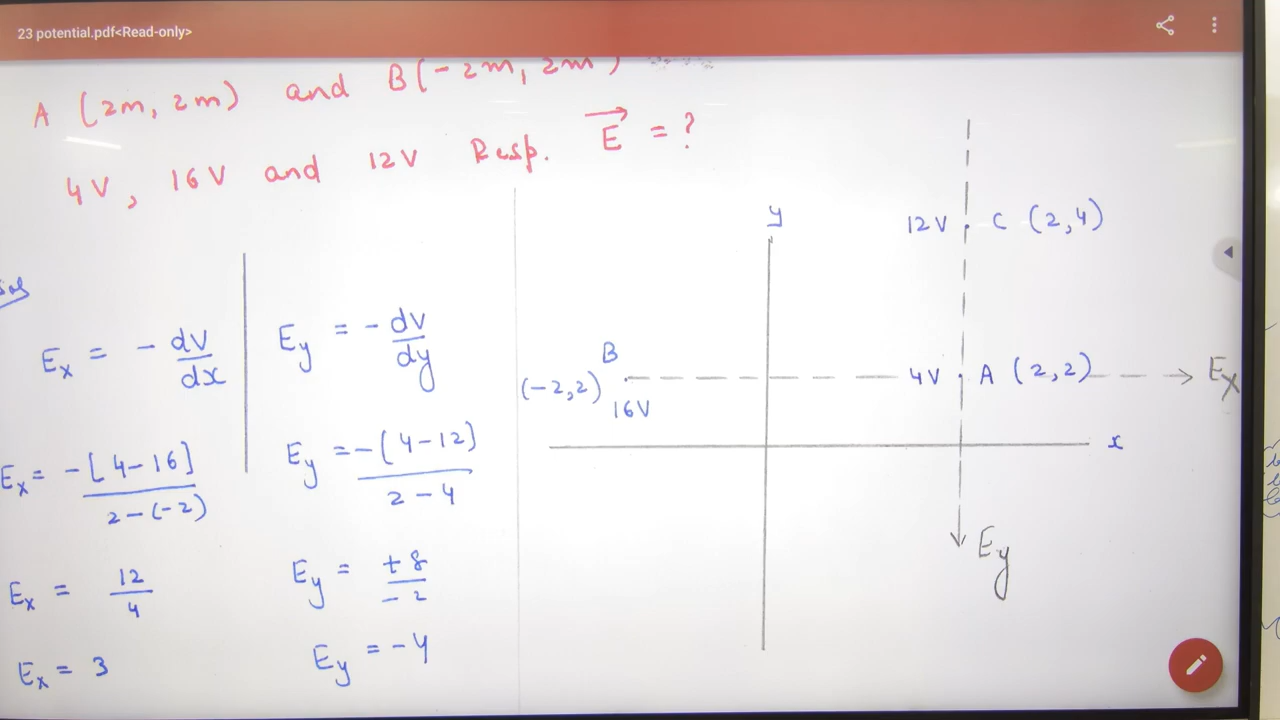 23 potential.pdf<Read-only>
A (2m, 2m) and B(-2m, 2m)
4V, 16V and 12V Resp. E = ?
Sol
Ex = - dV/dx
Ex = -[4-16] / 2-(-2)
Ex = 12/4
Ex = 3
Ey = - dV/dy
Ey = -(4-12) / 2-4
Ey = +8/-2
Ey = -4
y
12V C (2,4)
B
(-2,2)
16V
4V A (2,2)
Ex
x
Ey